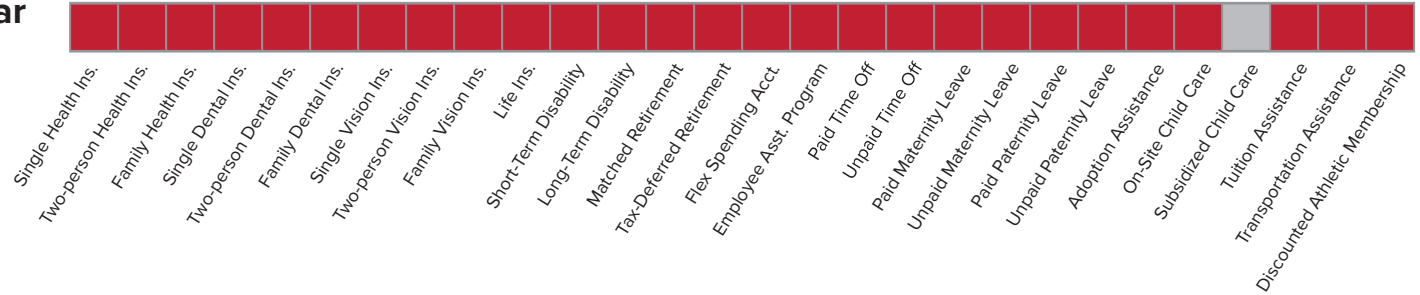 ar
Single Health Ins.
Two-person Health Ins.
Family Health Ins.
Single Dental Ins.
Two-person Dental Ins.
Family Dental Ins.
Single Vision Ins.
Two-person Vision Ins.
Family Vision Ins.
Life Ins.
Short-Term Disability
Long-Term Disability
Matched Retirement
Tax-Deferred Retirement
Flex Spending Acct.
Employee Asst. Program
Paid Time Off
Unpaid Time Off
Paid Maternity Leave
Unpaid Maternity Leave
Paid Paternity Leave
Unpaid Paternity Leave
Adoption Assistance
On-Site Child Care
Subsidized Child Care
Tuition Assistance
Transportation Assistance
Discounted Athletic Membership